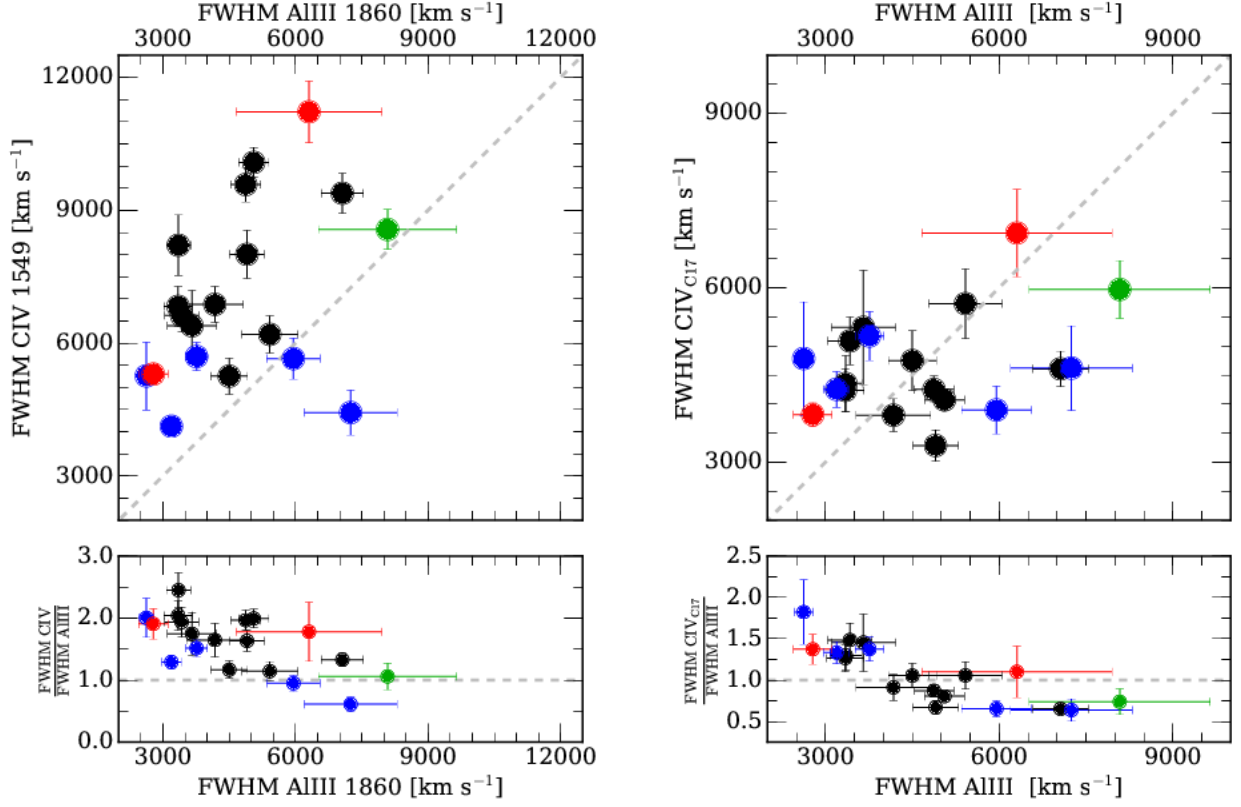 FWHM AlIII 1860 [km s⁻¹]
3000 6000 9000 12000
12000
9000
6000
3000
FWHM CIV 1549 [km s⁻¹]
FWHM AlIII [km s⁻¹]
3000 6000 9000
9000
6000
3000
FWHM CIV_C17 [km s⁻¹]
3.0
2.0
1.0
0.0
FWHM CIV
FWHM AlIII
3000 6000 9000 12000
FWHM AlIII 1860 [km s⁻¹]
2.5
2.0
1.5
1.0
0.5
FWHM CIV_C17
FWHM AlIII
3000 6000 9000
FWHM AlIII [km s⁻¹]